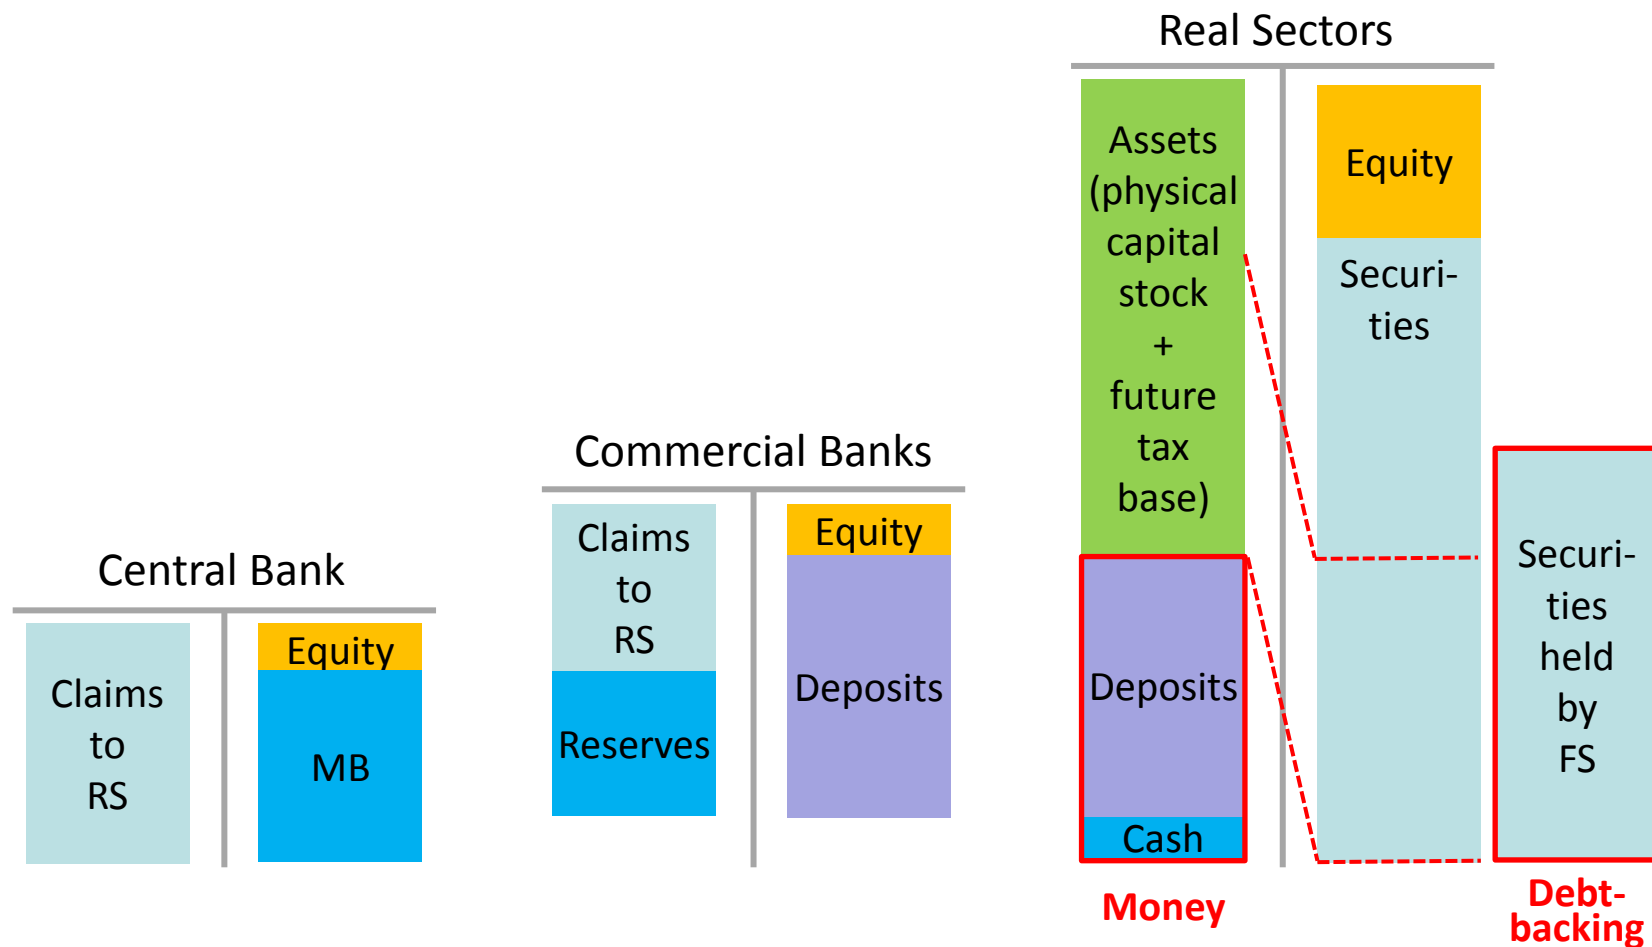 Real Sectors
Assets
(physical
capital
stock
+
future
tax
base)
Deposits
Cash
Money
Equity
Securi-
ties
Securi-
ties
held
by
FS
Debt-
backing
Commercial Banks
Claims
to
RS
Reserves
Equity
Deposits
Central Bank
Claims
to
RS
Equity
MB